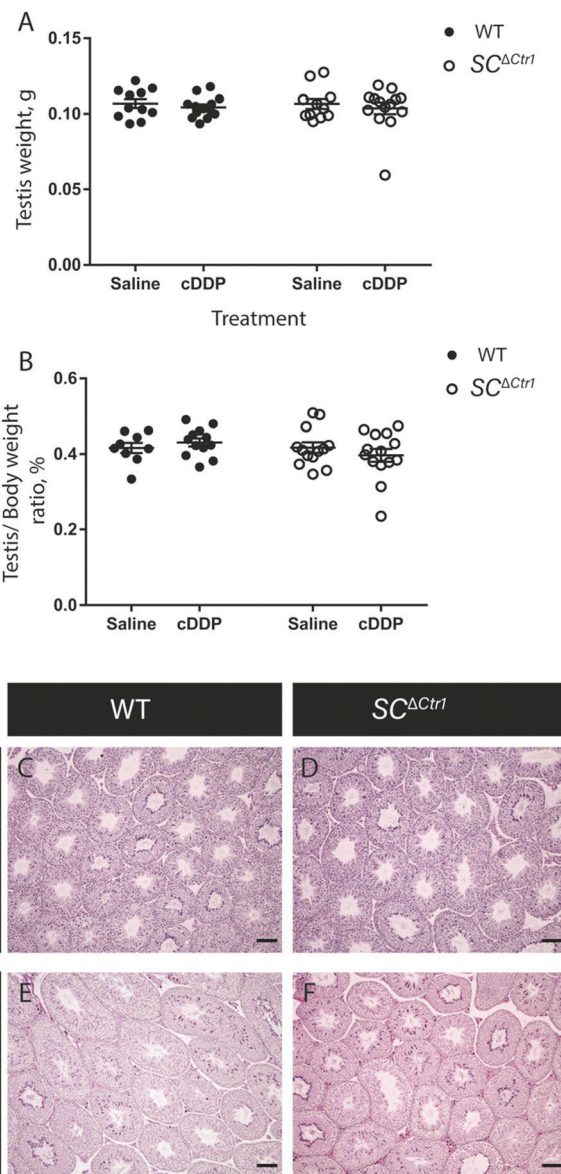 A
WT
SC^ΔCtr1
Testis weight, g
0.15
0.10
0.05
0.00
Saline cDDP Saline cDDP
Treatment
B
WT
SC^ΔCtr1
Testis/ Body weight
ratio, %
0.6
0.4
0.2
0.0
Saline cDDP Saline cDDP
WT SC^ΔCtr1
C D
E F